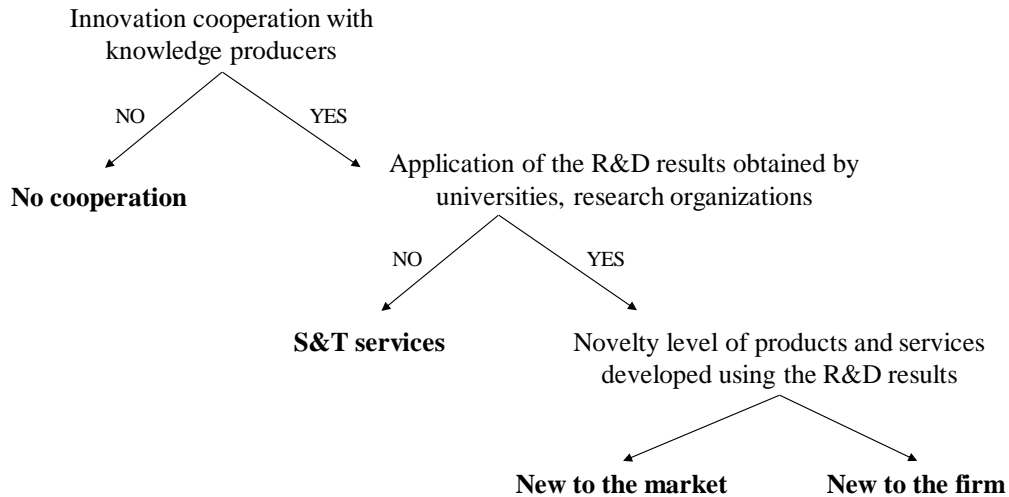 Innovation cooperation with
knowledge producers
NO
YES
No cooperation
Application of the R&D results obtained by
universities, research organizations
NO
YES
S&T services
Novelty level of products and services
developed using the R&D results
New to the market
New to the firm